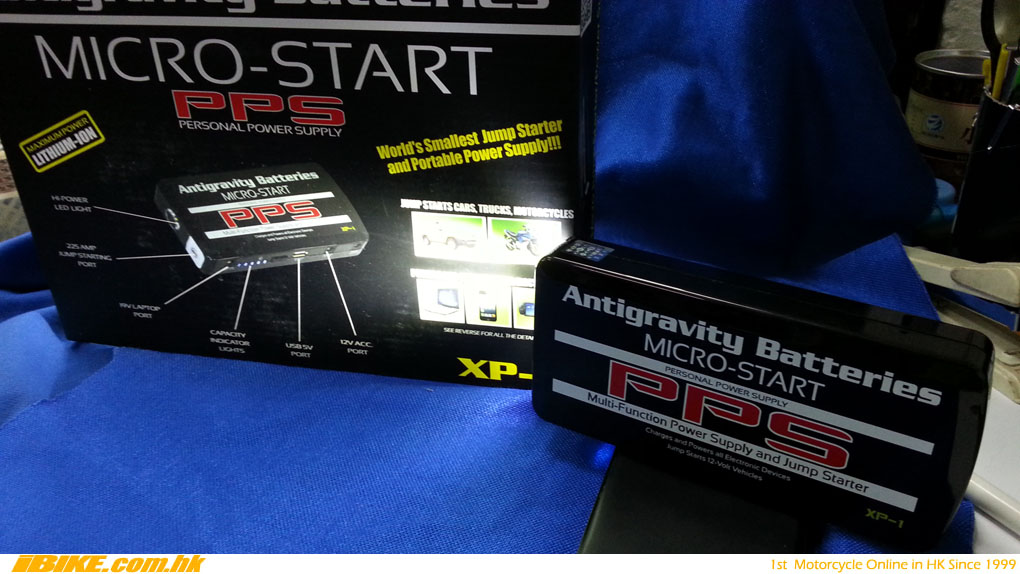 Antigravity Batteries
MICRO-START
PPS
PERSONAL POWER SUPPLY
MAXIMUM POWER
LITHIUM-ION
World's Smallest Jump Starter
and Portable Power Supply!!!
HI-POWER
LED LIGHT
225 AMP
JUMP STARTING
PORT
19V LAPTOP
PORT
CAPACITY
INDICATOR
LIGHTS
USB 5V
PORT
12V ACC.
PORT
Antigravity Batteries
MICRO-START
PPS
XP-1
JUMP STARTS CARS, TRUCKS, MOTORCYCLES
SEE REVERSE FOR ALL THE DETA
XP-
Antigravity Batteries
MICRO-START
PERSONAL POWER SUPPLY
PPS
Multi-Function Power Supply and Jump Starter
Charges and Powers all Electronic Devices
Jump Starts 12-Volt Vehicles
XP-1
iBIKE.com.hk
1st Motorcycle Online in HK Since 1999